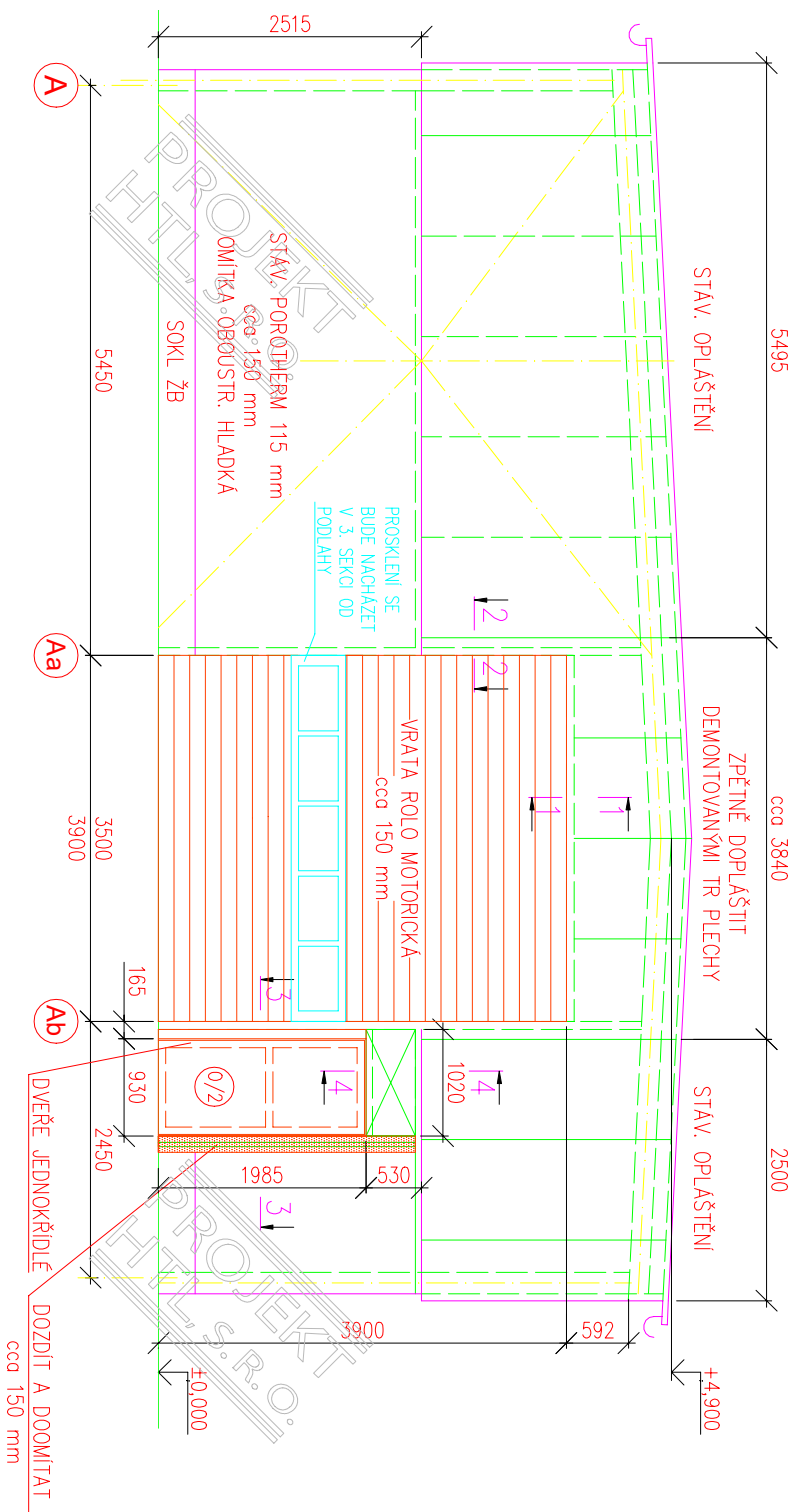 5495
cca 3840
2500
STÁV. OPLÁŠTĚNÍ
ZPĚTNĚ DOPLÁŠTIT
DEMONTOVANÝMI TR PLECHY
STÁV. OPLÁŠTĚNÍ
+4,900
592
3900
±0,000
2515
1
1
2
2
VRATA ROLO MOTORICKÁ
cca 150 mm
PROSKLENÍ SE
BUDE NACHÁZET
V 3. SEKCI OD
PODLAHY
STÁV. POROTHERM 115 mm
cca 150 mm
OMÍTKA OBOUSTR. HLADKÁ
SOKL ŽB
4
4
1020
530
1985
3
3
0/2
PROJEKT
HTL, S.R.O.
PROJEKT
HTL, S.R.O.
165
930
5450
3500
3900
2450
A
Aa
Ab
DVEŘE JEDNOKŘÍDLÉ
DOZDÍT A DOOMÍTAT
cca 150 mm